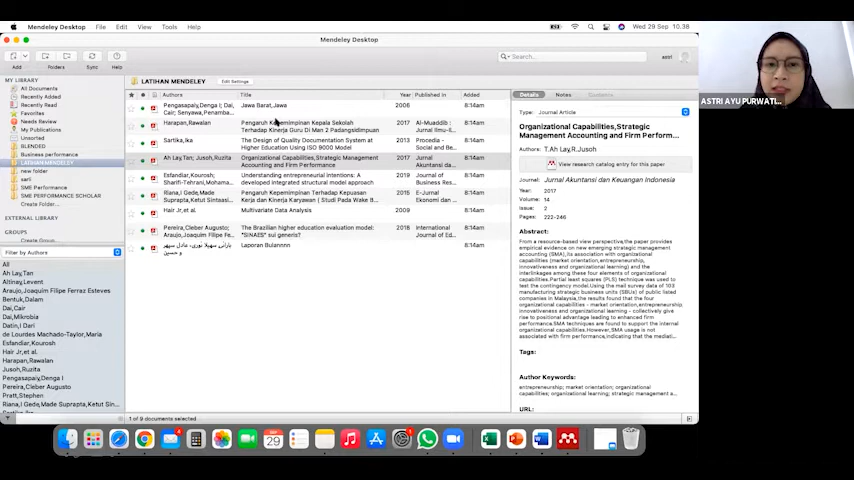 Mendeley Desktop File Edit View Tools Help
Wed 29 Sep 10.38
Mendeley Desktop
Add Folders Sync Help
Search...
MY LIBRARY
All Documents
Recently Added
Recently Read
Favorites
Needs Review
My Publications
Unsorted
BLENDED
Business performance
LATIHAN MENDELEY
new folder
sarli
SME Performance
SME PERFORMANCE SCHOLAR
Create Folder...
EXTERNAL LIBRARY
GROUPS
Create Group...
Filter by Authors
All
Ah Lay,Tan
Altinay,Levent
Araujo,Joaquim Filipe Ferraz Esteves
Bentuk,Dalam
Dai,Cair
Dai,Mikrobia
Datin,I Dari
de Lourdes Machado-Taylor,Maria
Esfandiar,Kourosh
Hair Jr,et al.
Harapan,Rawalan
Jusoh,Ruzita
Pengasapaiy,Denga I
Pereira,Cleber Augusto
Pratt,Stephen
Riana,I Gede,Made Suparta,Ketut Sin...
LATIHAN MENDELEY Edit Settings
Authors Title Year Published In Added
Pengasapaiy,Denga I; Dai, Jawa Barat,Jawa 2006 8:14am
Cair; Senyawa,Penamba...
Harapan,Rawalan Pengaruh Kepemimpinan Kepala Sekolah 2017 Al-Muaddib : 8:14am
Terhadap Kinerja Guru Di Man 2 Padangsidimpuan Jurnal Ilmu-Il...
Sartika,Ika The Design of Quality Documentation System at 2013 Procedia - 8:14am
Higher Education Using ISO 9000 Model Social and Be...
Ah Lay,Tan; Jusoh,Ruzita Organizational Capabilities,Strategic Management 2017 Jurnal 8:14am
Accounting and Firm Performance Akuntansi da...
Esfandiar,Kourosh; Understanding entrepreneurial intentions: A 2019 Journal of 8:14am
Sharifi-Tehrani,Mohama... developed integrated structural model approach Business Res...
Riana,I Gede,Made Pengaruh Kepemimpinan Terhadap Kepuasan 2016 E-Jurnal 8:14am
Suparta,Ketut Sintaasi... Kerja dan Kinerja Karyawan ( Studi Pada Wake B... Ekonomi dan ...
Hair Jr,et al. Multivariate Data Analysis 2009 8:14am
Pereira,Cleber Augusto; The Brazilian higher education evaluation model: 2018 International 8:14am
Araujo,Joaquim Filipe Fer... "SINAES" sui generis? Journal of Ed...
Laporan Bulannnn 8:14am
1 of 9 documents selected
Details Notes
Type: Journal Article
Organizational Capabilities,Strategic
Management Accounting and Firm Perform...
Authors: T.Ah Lay,R.Jusoh
View research catalog entry for this paper
Journal: Jurnal Akuntansi dan Keuangan Indonesia
Year: 2017
Volume: 14
Issue: 2
Pages: 222-246
Abstract:
From a resource-based view perspective,the paper
provides empirical evidence on new emerging strategic management
accounting (SMA),its association with organizational
capabilities (market orientation,entrepreneurship,
innovativeness and organizational learning) and the
interlinkages among these four elements of organizational
capabilities.Partial least squares (PLS) technique was
used to test the contingency model.Using the mail survey data of 103
manufacturing strategic business units (SBUs) of public listed
companies in Malaysia,the results found that the four
organizational capabilities - market orientation,entrepreneurship,
innovativeness and organizational learning - collectively give
rise to positional advantage leading to enhanced firm
performance.SMA techniques are found to support the internal
organizational capabilities.However,SMA usage is
not associated with firm performance,indicating that the mediati...
Tags:
Author Keywords:
entrepreneurship; market orientation; organizational
capabilities; organizational learning; strategic management a...
URL:
ASTRI AYU PURWATI...